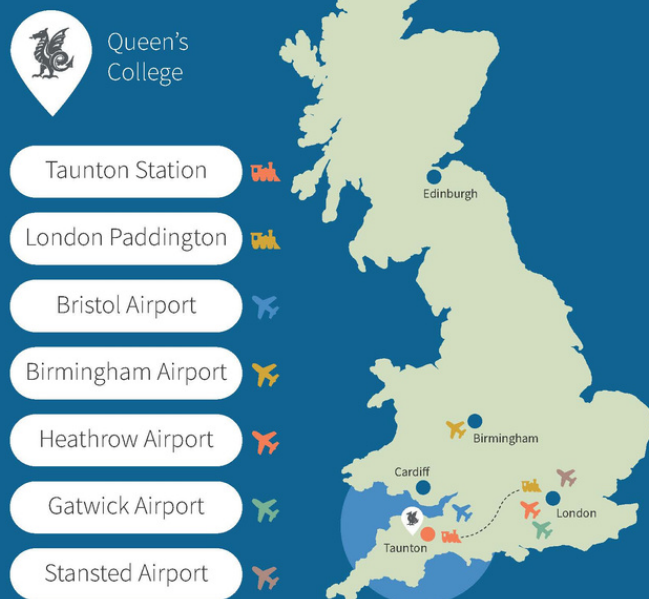 Queen's
College
Taunton Station
London Paddington
Bristol Airport
Birmingham Airport
Heathrow Airport
Gatwick Airport
Stansted Airport
Edinburgh
Birmingham
Cardiff
London
Taunton